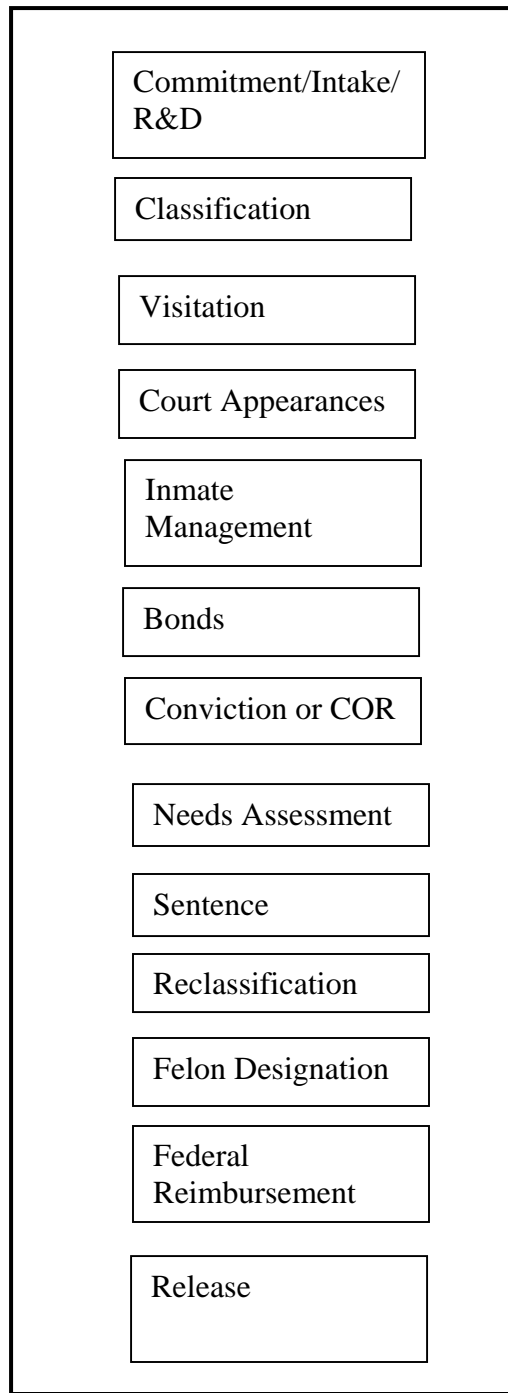 Commitment/Intake/
R&D
Classification
Visitation
Court Appearances
Inmate
Management
Bonds
Conviction or COR
Needs Assessment
Sentence
Reclassification
Felon Designation
Federal
Reimbursement
Release